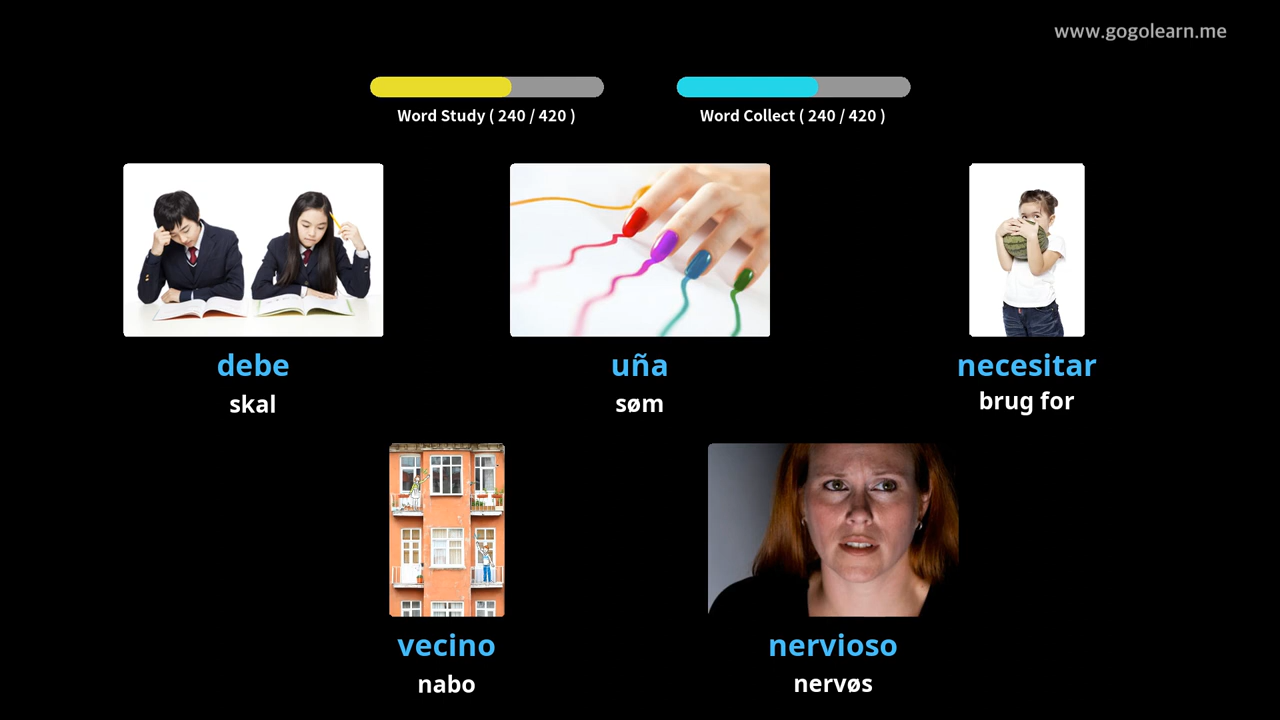 www.gogolearn.me
Word Study ( 240 / 420 )
Word Collect ( 240 / 420 )
debe
skal
uña
søm
necesitar
brug for
vecino
nabo
nervioso
nervøs